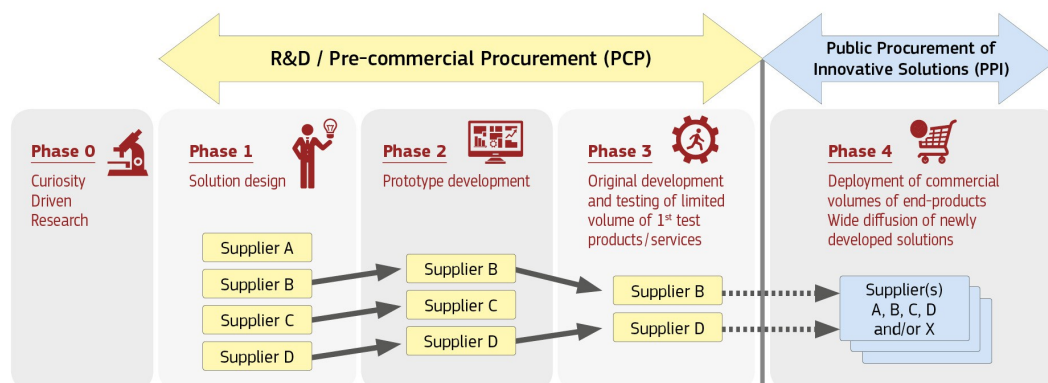 R&D / Pre-commercial Procurement (PCP)
Public Procurement of
Innovative Solutions (PPI)
Phase 0
Curiosity
Driven
Research
Phase 1
Solution design
Supplier A
Supplier B
Supplier C
Supplier D
Phase 2
Prototype development
Supplier B
Supplier C
Supplier D
Phase 3
Original development
and testing of limited
volume of 1st test
products/services
Supplier B
Supplier D
Phase 4
Deployment of commercial
volumes of end-products
Wide diffusion of newly
developed solutions
Supplier(s)
A, B, C, D
and/or X